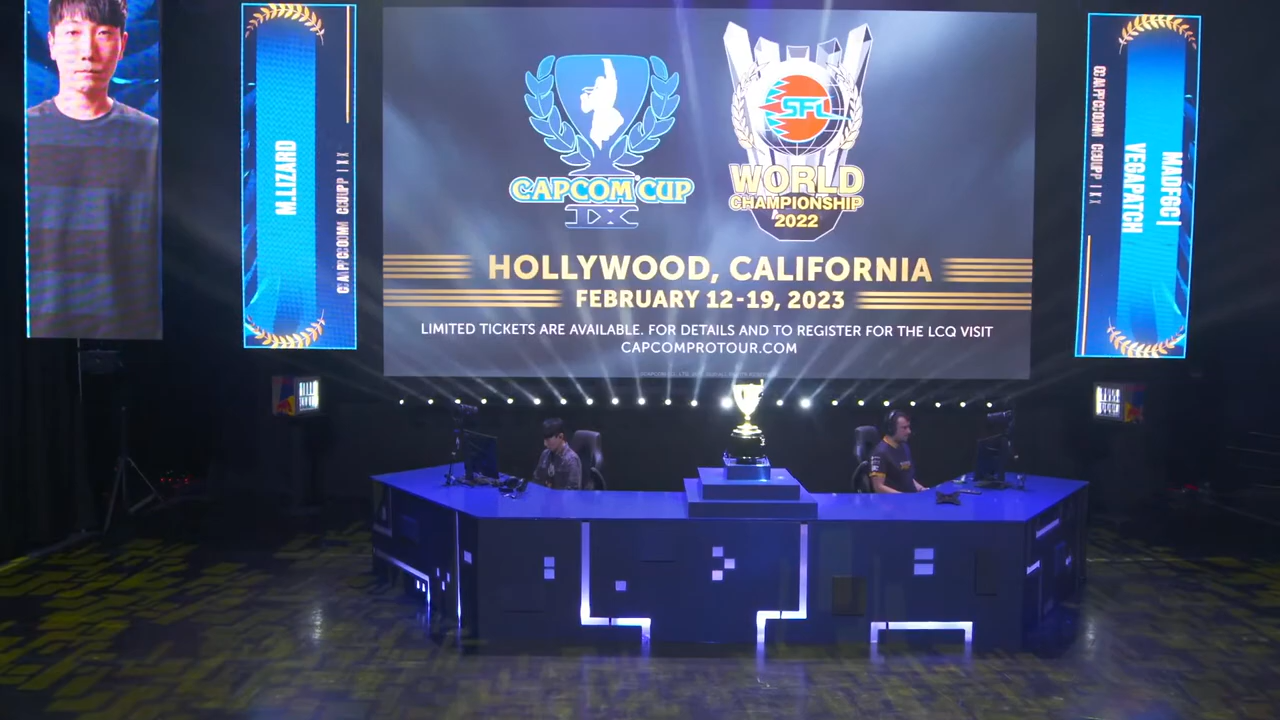 M.LIZARD
CAPCOM CUP IX
CAPCOM CUP
IX
SFL
WORLD
CHAMPIONSHIP
2022
HOLLYWOOD, CALIFORNIA
FEBRUARY 12-19, 2023
LIMITED TICKETS ARE AVAILABLE. FOR DETAILS AND TO REGISTER FOR THE LCQ VISIT
CAPCOMPROTOUR.COM
MADFGC |
VEGAPATCH
CAPCOM CUP IX